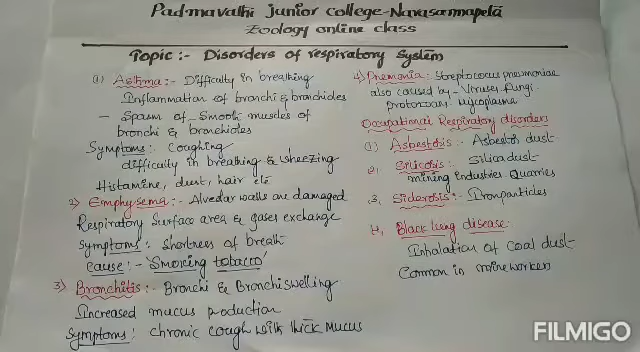 Padmavathi Junior college-Narasannapeta
Zoology online class
Topic :- Disorders of respiratory System
(1) Asthma :- Difficulty in breathing
Inflammation of bronchi & bronchioles
- Spasm of Smooth muscles of
bronchi & bronchioles
Symptoms: coughing
difficulty in breathing & wheezing
Histamine, dust, hair etc
2) Emphysema :- Alveolar walls are damaged
Respiratory Surface area & gases exchange
Symptoms: Shortness of breath
Cause :- 'Smoking tobacco'
3) Bronchitis :- Bronchi & Bronchi swelling
Increased mucus production
Symptoms: chronic cough with thick mucus
4) Pnemonia: Streptococus pneumoniae
also caused by - Viruses. fungi.
protozoans Mycoplasma
Occupational Respiratory disorders
(1) Asbestosis - Asbestos dust
2. Silicosis - Silica dust
mining Industries Quarries
3. Siderosis :- Iron particles
4. Black lung disease:
Inhalation of coal dust
Common in mine workers
FILMIGO